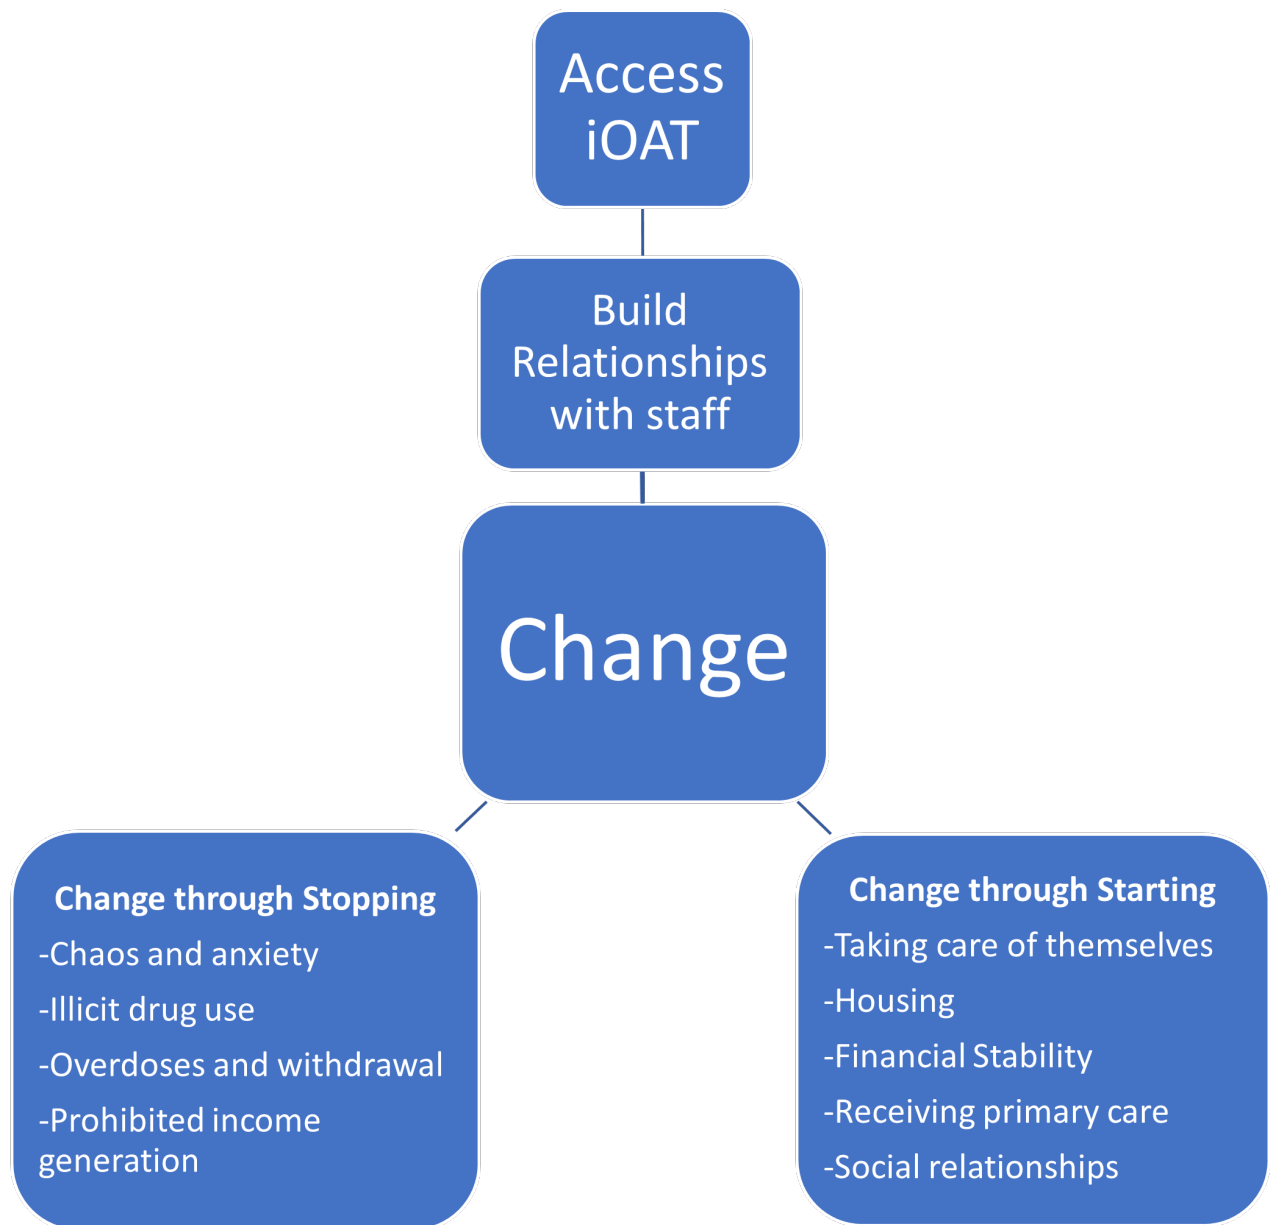 Access
iOAT
Build
Relationships
with staff
Change
Change through Stopping
-Chaos and anxiety
-Illicit drug use
-Overdoses and withdrawal
-Prohibited income
generation
Change through Starting
-Taking care of themselves
-Housing
-Financial Stability
-Receiving primary care
-Social relationships